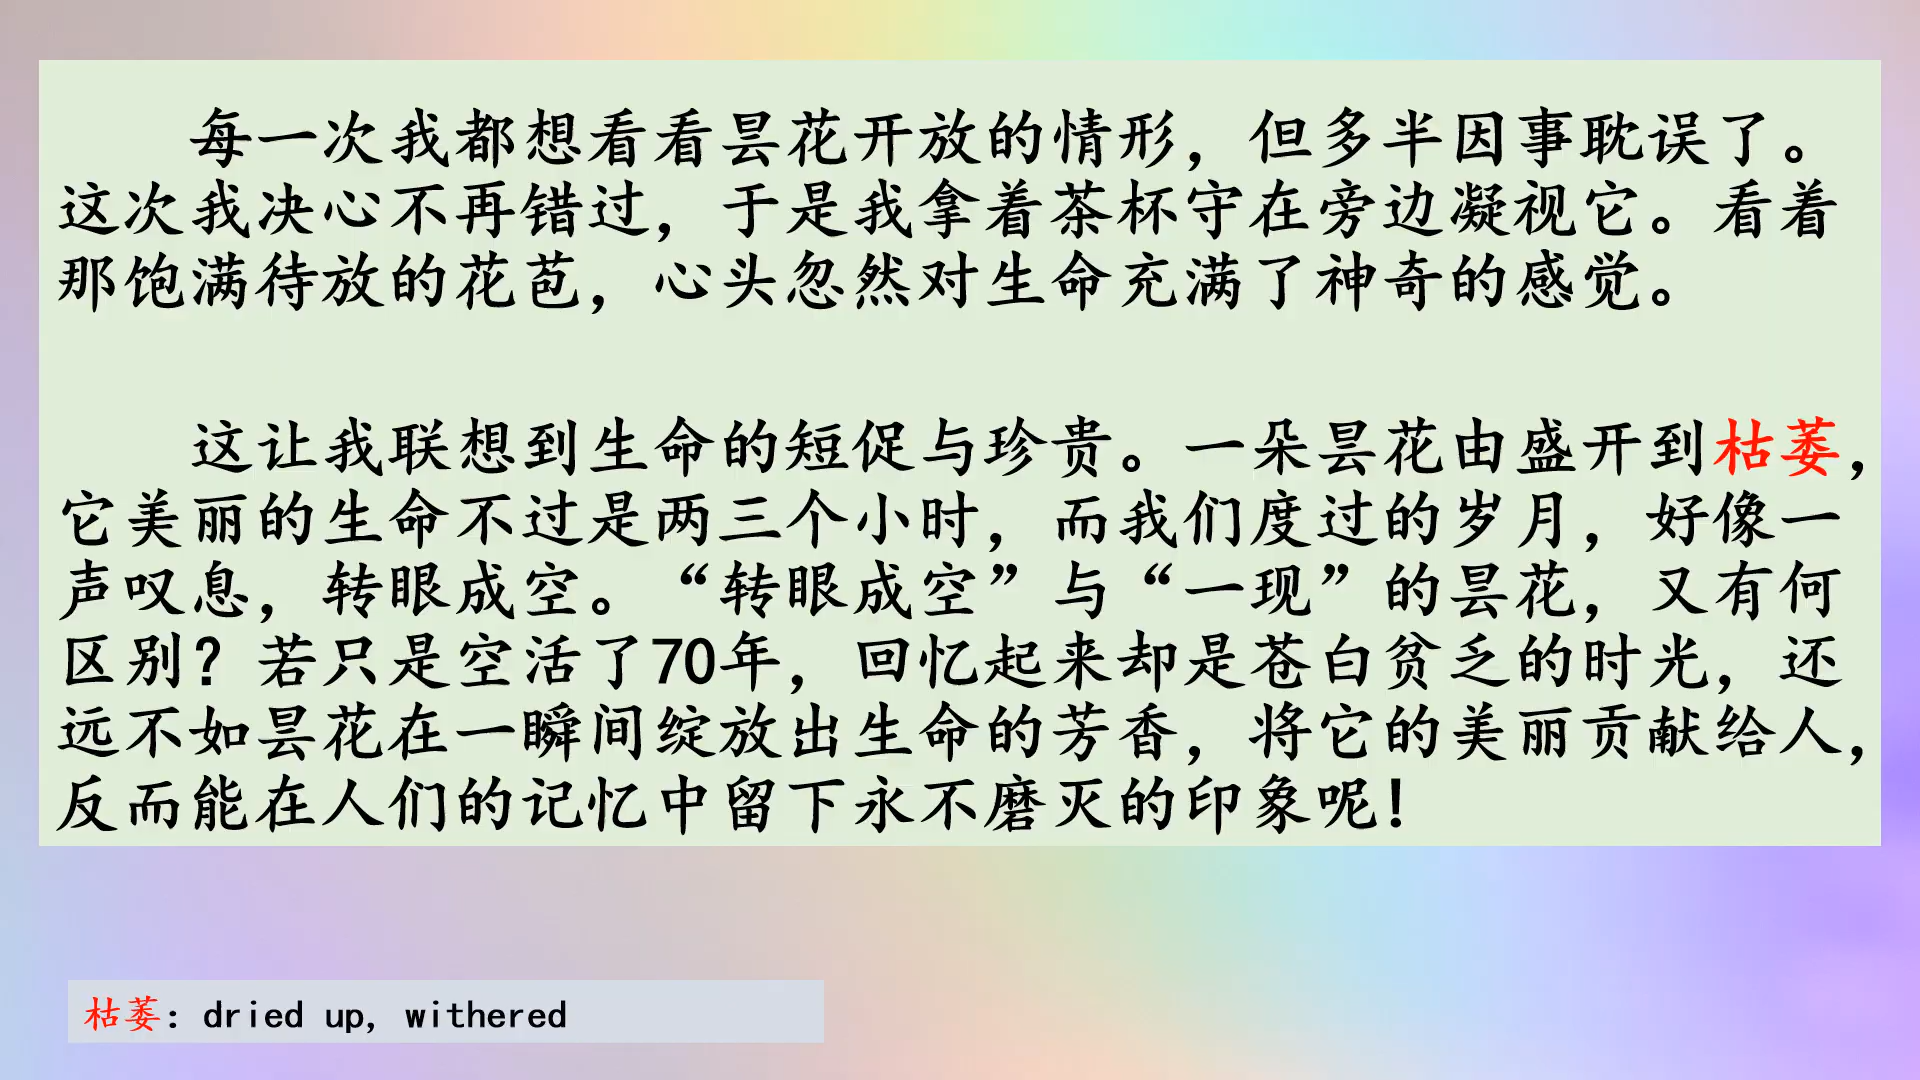 每一次我都想看看昙花开放的情形，但多半因事耽误了。
这次我决心不再错过，于是我拿着茶杯守在旁边凝视它。看着
那饱满待放的花苞，心头忽然对生命充满了神奇的感觉。
这让我联想到生命的短促与珍贵。一朵昙花由盛开到枯萎，
它美丽的生命不过是两三个小时，而我们度过的岁月，好像一
声叹息，转眼成空。“转眼成空”与“一现”的昙花，又有何
区别？若只是空活了70年，回忆起来却是苍白贫乏的时光，还
远不如昙花在一瞬间绽放出生命的芳香，将它的美丽贡献给人，
反而能在人们的记忆中留下永不磨灭的印象呢！
枯萎：dried up, withered